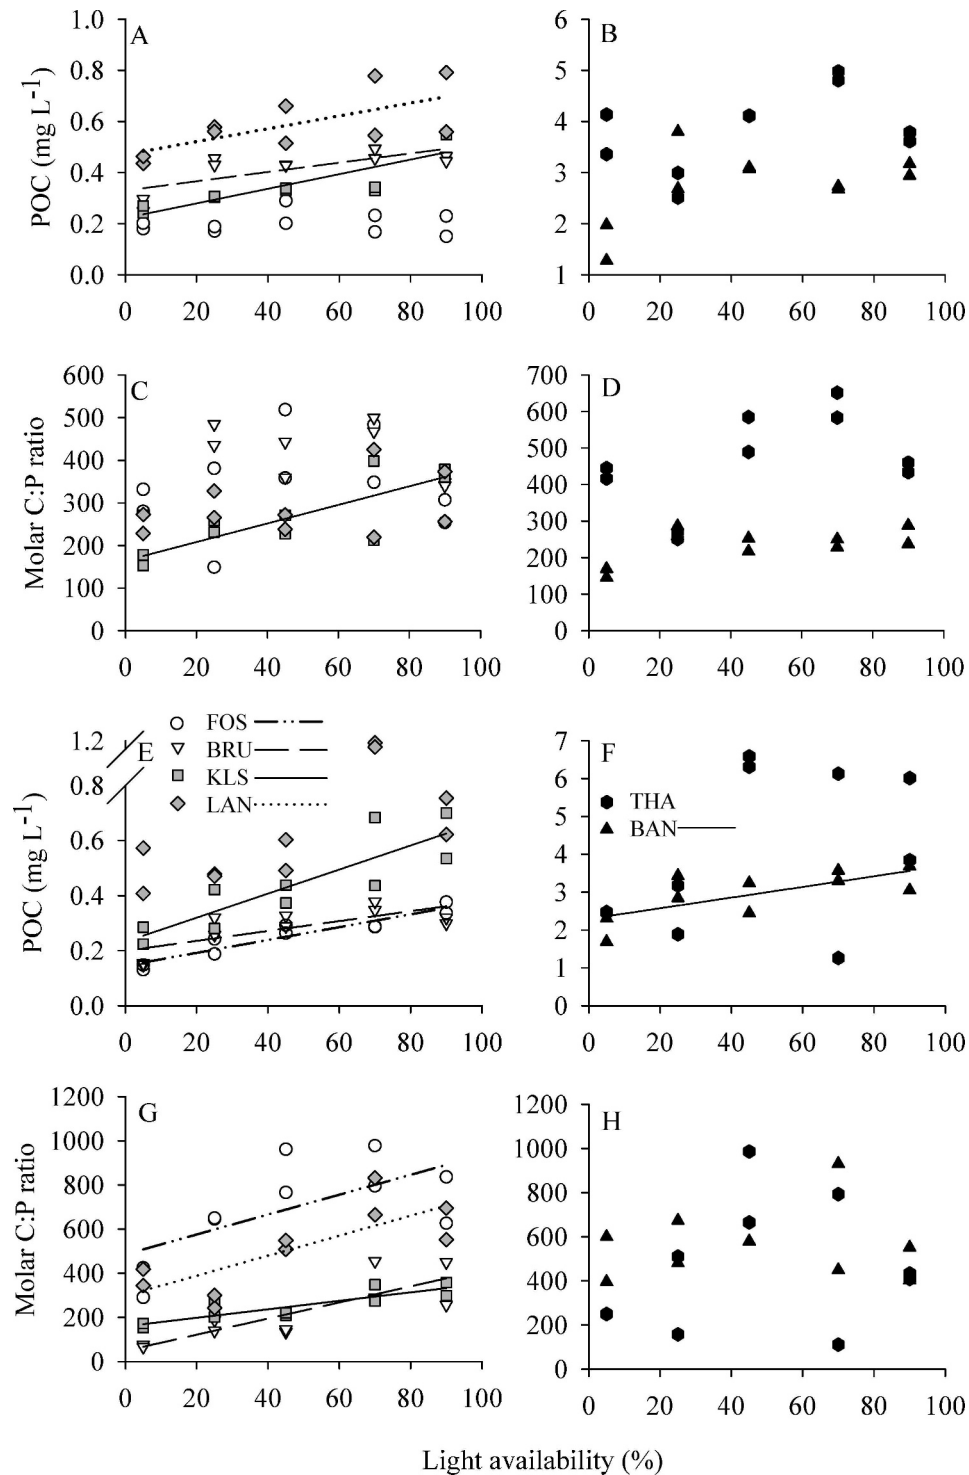 A
POC (mg L-1)
1.0
0.8
0.6
0.4
0.2
0.0
0 20 40 60 80 100
B
6
5
4
3
2
1
0 20 40 60 80 100
C
Molar C:P ratio
600
500
400
300
200
100
0
0 20 40 60 80 100
D
700
600
500
400
300
200
100
0
0 20 40 60 80 100
E
POC (mg L-1)
1.2
0.8
0.6
0.4
0.2
0.0
FOS
BRU
KLS
LAN
0 20 40 60 80 100
F
7
6
5
4
3
2
1
0
THA
BAN
0 20 40 60 80 100
G
Molar C:P ratio
1200
1000
800
600
400
200
0
0 20 40 60 80 100
H
1200
1000
800
600
400
200
0
0 20 40 60 80 100
Light availability (%)